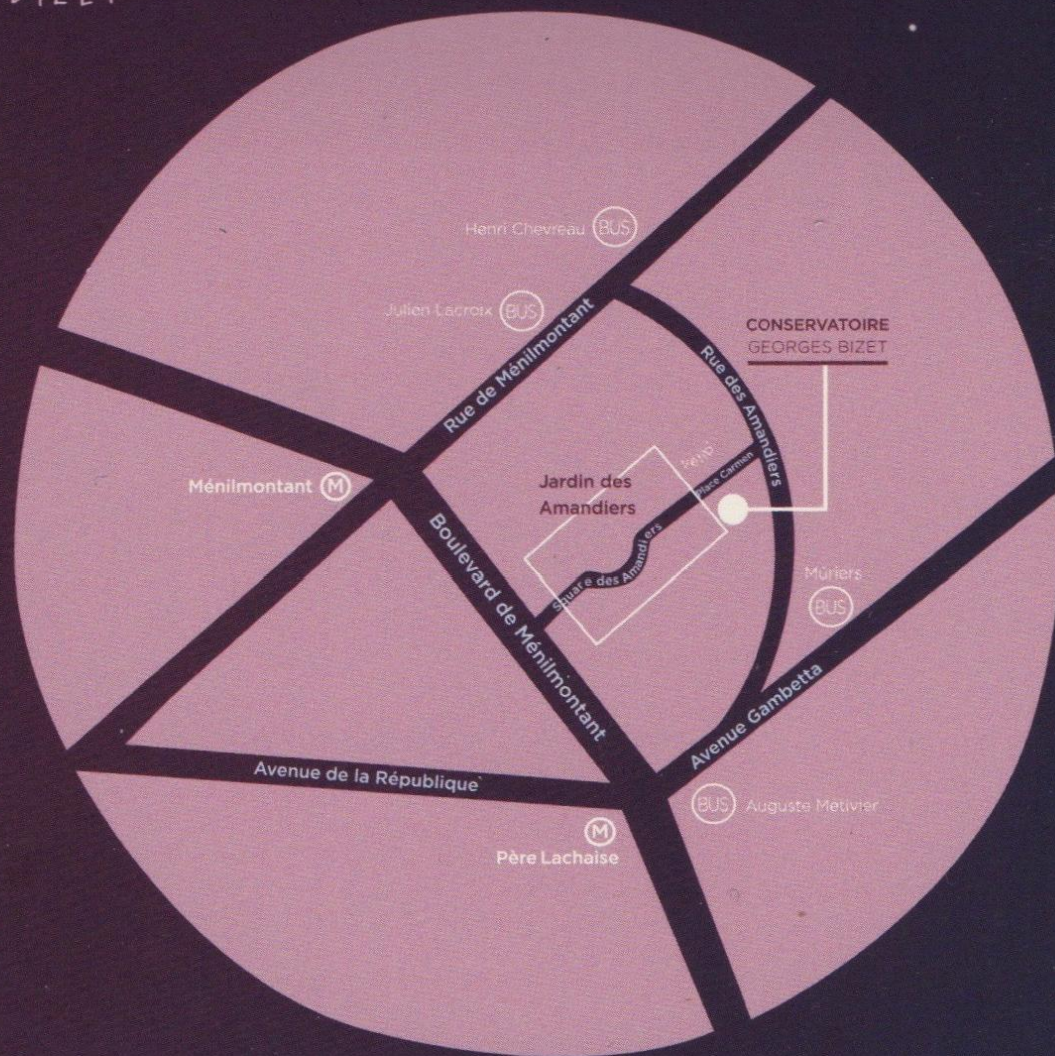 Henri Chevreau BUS
Julien Lacroix BUS
Rue de Ménilmontant
CONSERVATOIRE
GEORGES BIZET
Rue des Amandiers
Ménilmontant M
Jardin des
Amandiers
Place Carmen
Square des Amandiers
Boulevard de Ménilmontant
Mûriers
BUS
Avenue Gambetta
Avenue de la République
BUS Auguste Métivier
M
Père Lachaise